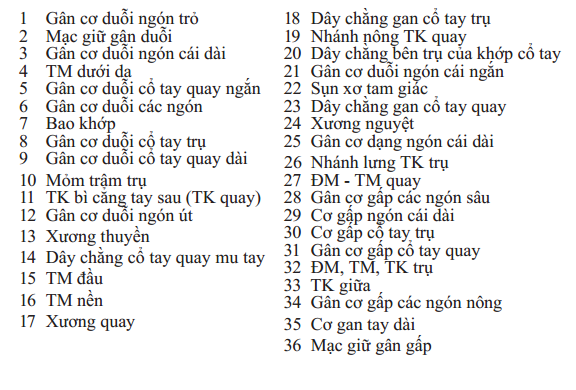 1 Gân cơ duỗi ngón trỏ
2 Mạc giữ gân duỗi
3 Gân cơ duỗi ngón cái dài
4 TM dưới da
5 Gân cơ duỗi cổ tay quay ngắn
6 Gân cơ duỗi các ngón
7 Bao khớp
8 Gân cơ duỗi cổ tay trụ
9 Gân cơ duỗi cổ tay quay dài
10 Mỏm trâm trụ
11 TK bì cẳng tay sau (TK quay)
12 Gân cơ duỗi ngón út
13 Xương thuyền
14 Dây chằng cổ tay quay mu tay
15 TM đầu
16 TM nền
17 Xương quay
18 Dây chằng gan cổ tay trụ
19 Nhánh nông TK quay
20 Dây chằng bên trụ của khớp cổ tay
21 Gân cơ duỗi ngón cái ngắn
22 Sụn xơ tam giác
23 Dây chằng gan cổ tay quay
24 Xương nguyệt
25 Gân cơ dạng ngón cái dài
26 Nhánh lưng TK trụ
27 ĐM - TM quay
28 Gân cơ gấp các ngón sâu
29 Cơ gấp ngón cái dài
30 Cơ gấp cổ tay trụ
31 Gân cơ gấp cổ tay quay
32 ĐM, TM, TK trụ
33 TK giữa
34 Gân cơ gấp các ngón nông
35 Cơ gan tay dài
36 Mạc giữ gân gấp